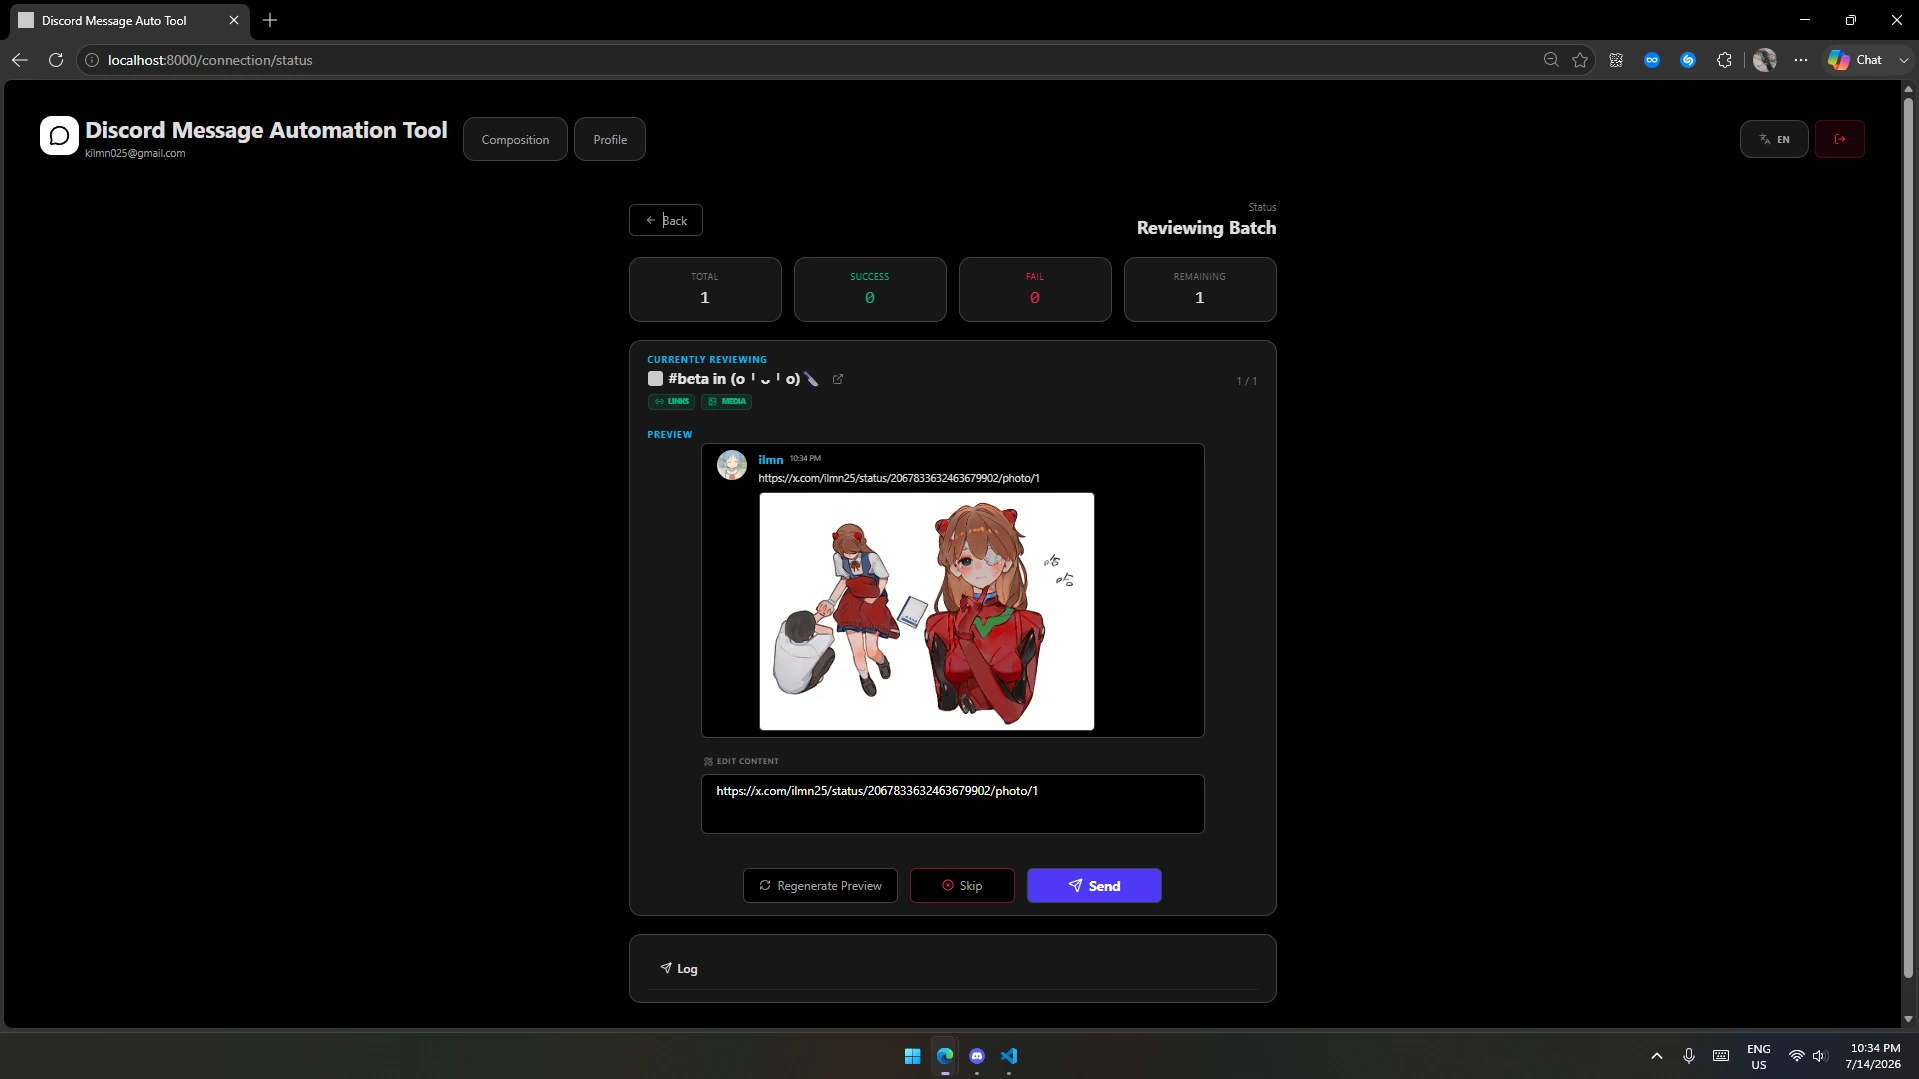 Discord Message Auto Tool
localhost:8000/connection/status
Chat
Discord Message Automation Tool
kilmn025@gmail.com
Composition
Profile
EN
Back
Status
Reviewing Batch
TOTAL
1
SUCCESS
0
FAIL
0
REMAINING
1
CURRENTLY REVIEWING
#beta in (o ╹ ᴗ ╹ o)🔪
1 / 1
LINKS
MEDIA
PREVIEW
ilmn 10:34 PM
https://x.com/ilmn25/status/2067833632463679902/photo/1
哈
哈
EDIT CONTENT
https://x.com/ilmn25/status/2067833632463679902/photo/1
Regenerate Preview
Skip
Send
Log
ENG
US
10:34 PM
7/14/2026